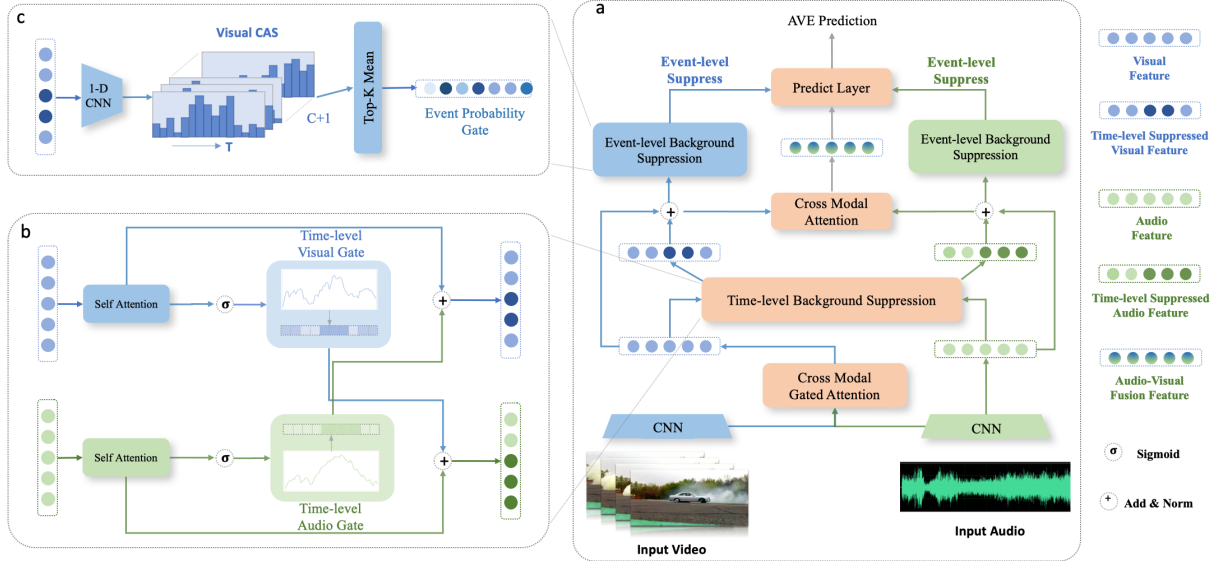 c
Visual CAS
1-D
CNN
T
C+1
Top-K Mean
Event Probability
Gate
b
Time-level
Visual Gate
Self Attention
σ
+
Self Attention
σ
+
Time-level
Audio Gate
a
AVE Prediction
Event-level
Suppress
Event-level
Suppress
Predict Layer
Event-level Background
Suppression
Event-level Background
Suppression
+
Cross Modal
Attention
+
Time-level Background Suppression
Cross Modal
Gated Attention
CNN
CNN
Input Video
Input Audio
Visual
Feature
Time-level Suppressed
Visual Feature
Audio
Feature
Time-level Suppressed
Audio Feature
Audio-Visual
Fusion Feature
σ
Sigmoid
+
Add & Norm